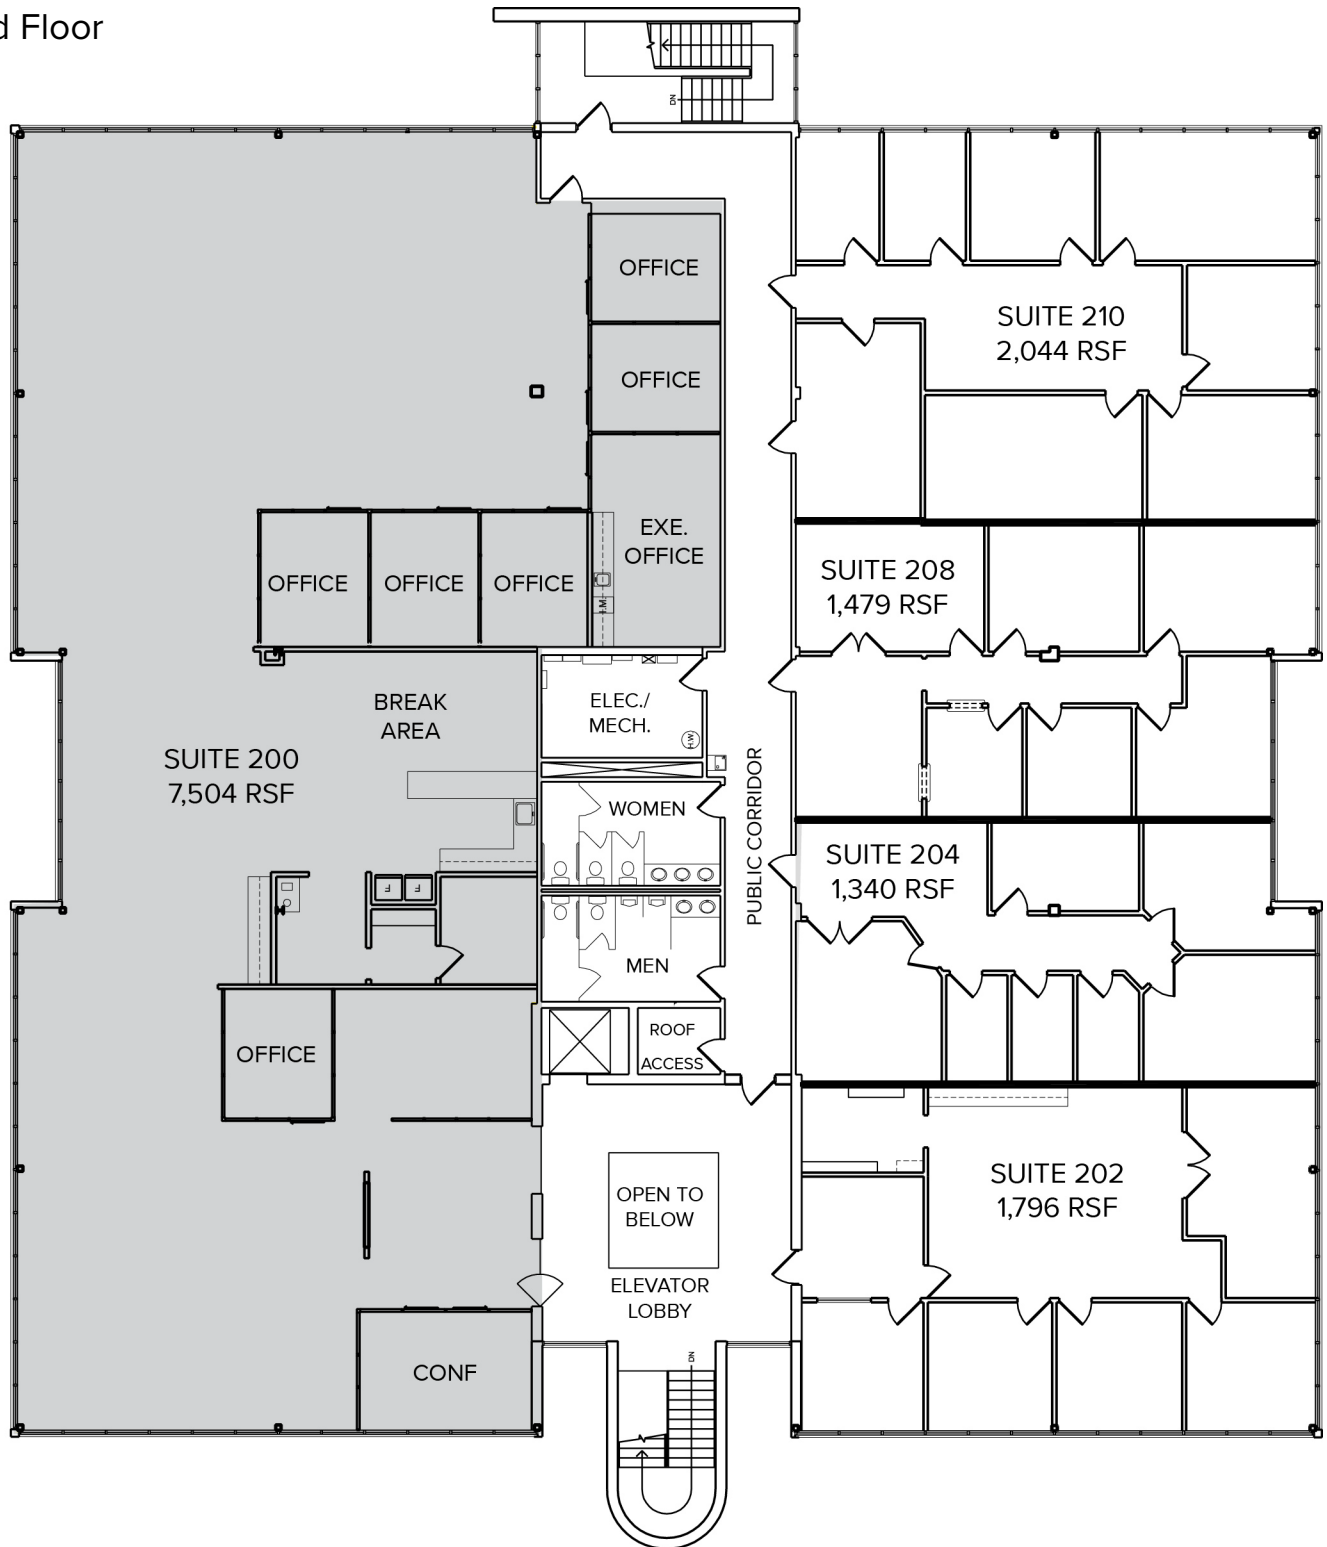 d Floor
DN
OFFICE
OFFICE
EXE.
OFFICE
I.M.
OFFICE
OFFICE
OFFICE
SUITE 210
2,044 RSF
SUITE 208
1,479 RSF
BREAK
AREA
ELEC./
MECH.
H.W
SUITE 200
7,504 RSF
WOMEN
PUBLIC CORRIDOR
SUITE 204
1,340 RSF
MEN
OFFICE
ROOF
ACCESS
OPEN TO
BELOW
SUITE 202
1,796 RSF
ELEVATOR
LOBBY
CONF
DN